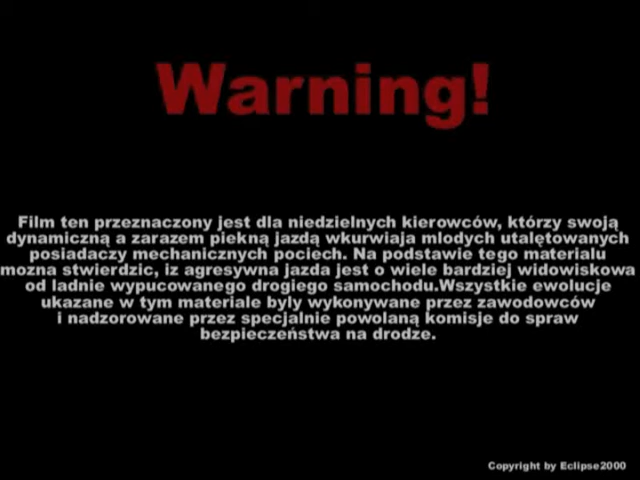 Warning!
Film ten przeznaczony jest dla niedzielnych kierowców, którzy swoją
dynamiczną a zarazem piekną jazdą wkurwiaja mlodych utalętowanych
posiadaczy mechanicznych pociech. Na podstawie tego materialu
mozna stwierdzic, iz agresywna jazda jest o wiele bardziej widowiskowa
od ladnie wypucowanego drogiego samochodu.Wszystkie ewolucje
ukazane w tym materiale byly wykonywane przez zawodowców
i nadzorowane przez specjalnie powolaną komisje do spraw
bezpieczeństwa na drodze.
Copyright by Eclipse2000